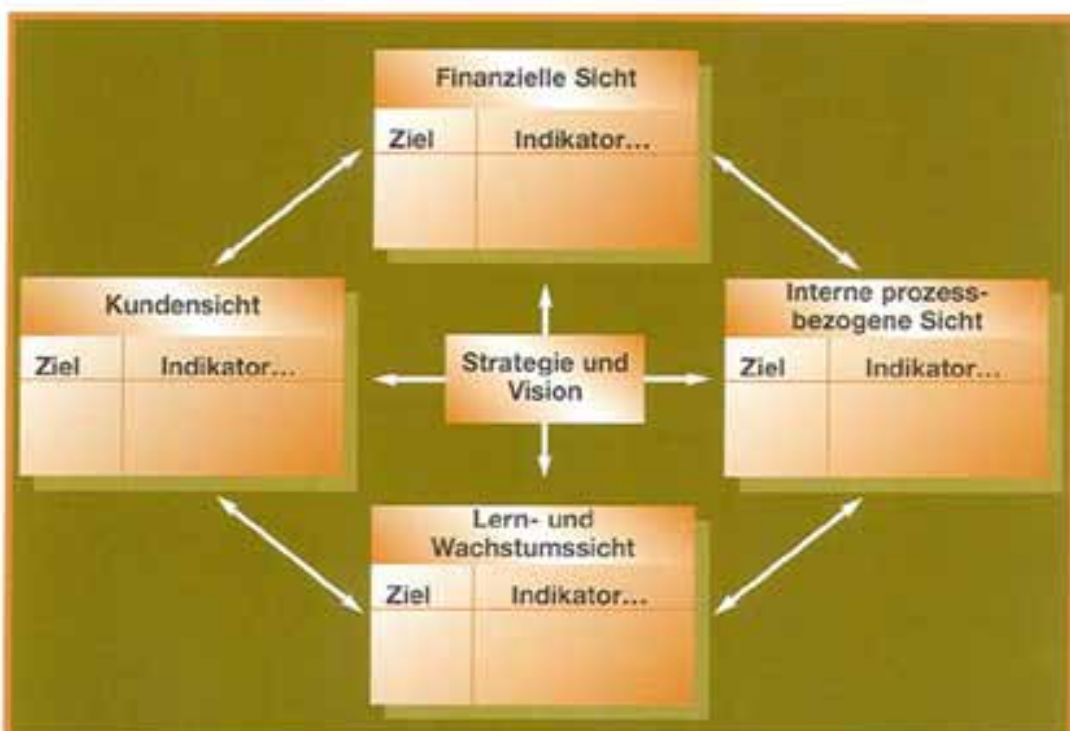 Finanzielle Sicht
Ziel Indikator...
Kundensicht
Ziel Indikator...
Strategie und
Vision
Interne prozess-
bezogene Sicht
Ziel Indikator...
Lern- und
Wachstumssicht
Ziel Indikator...